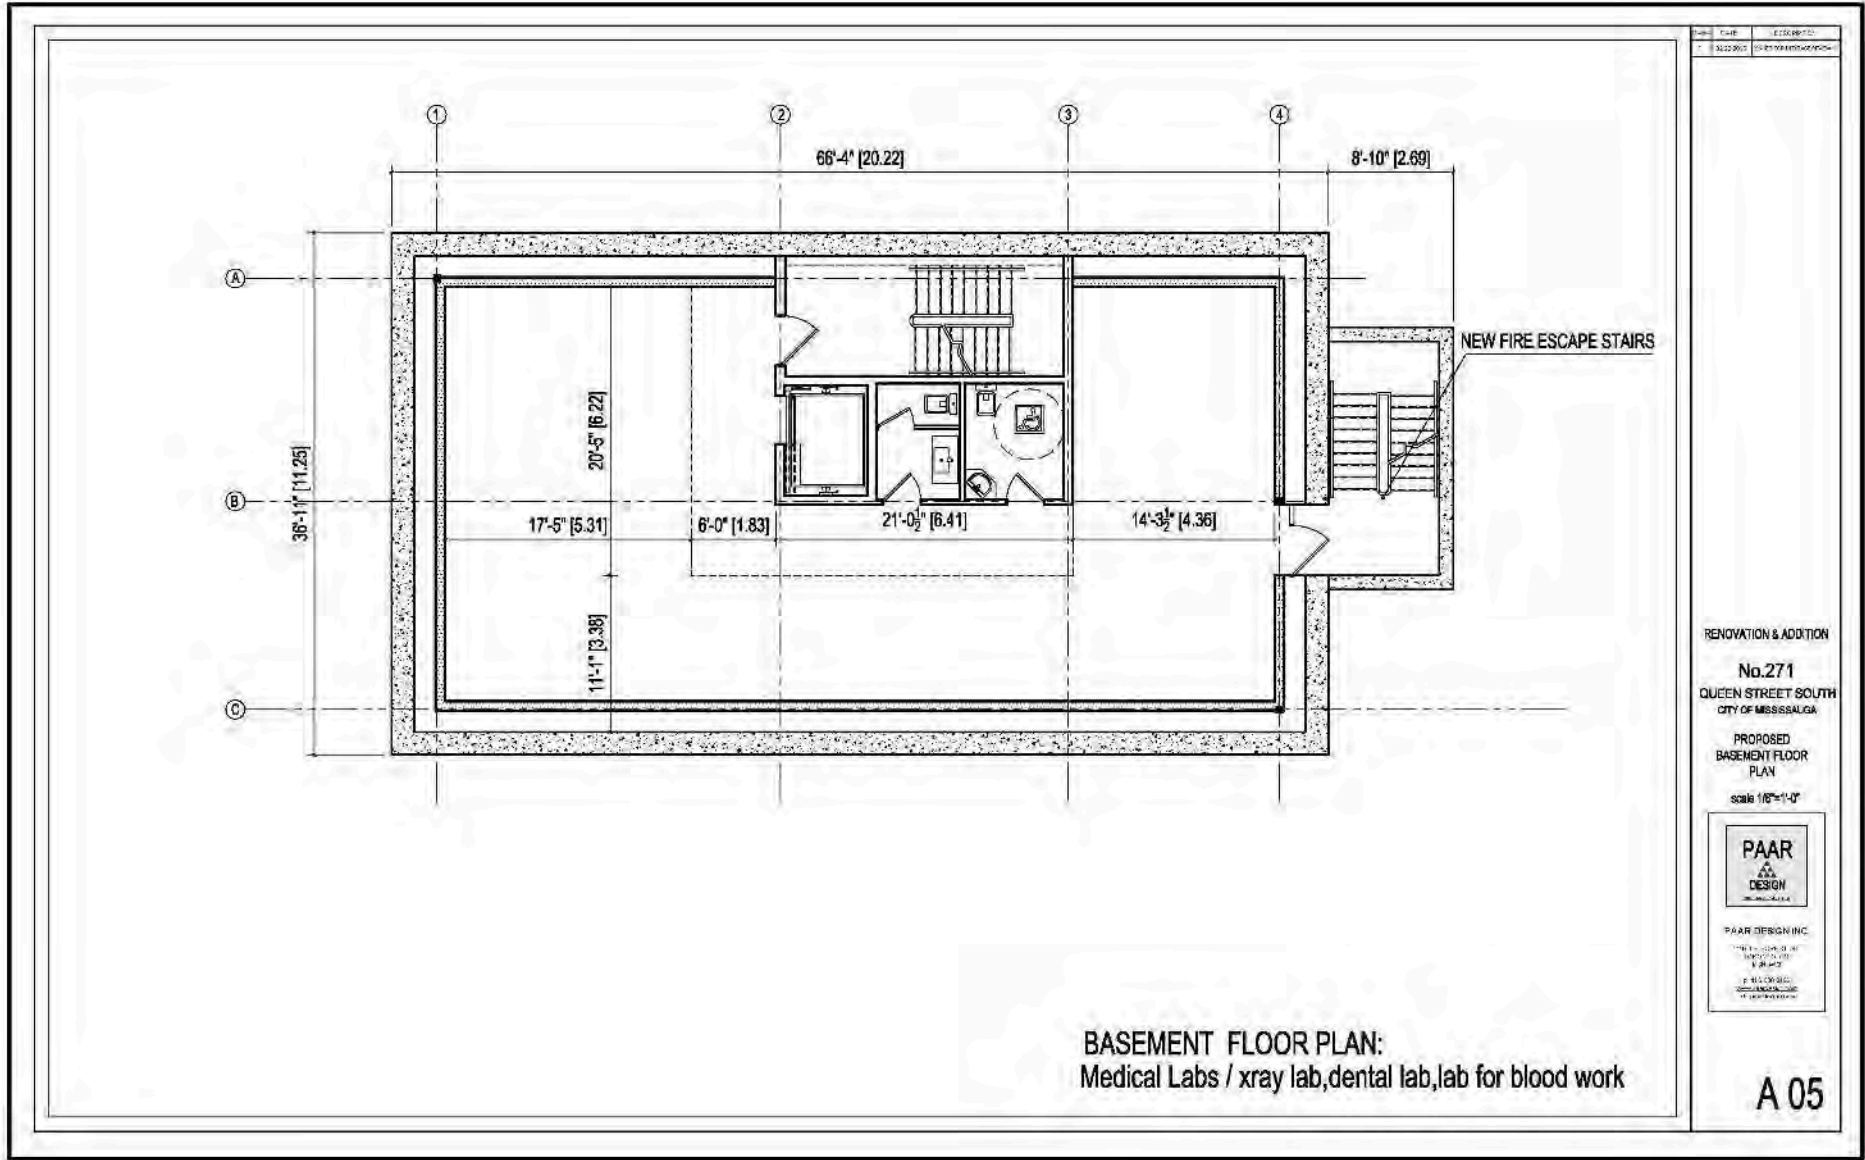 DATE
1
2
3
4
66'-4" [20.22]
8'-10" [2.69]
A
NEW FIRE ESCAPE STAIRS
20'-5" [6.22]
36'-11" [11.25]
B
17'-5" [5.31]
6'-0" [1.83]
21'-0½" [6.41]
14'-3½" [4.36]
11'-1" [3.38]
C
RENOVATION & ADDITION
No.271
QUEEN STREET SOUTH
CITY OF MISSISSAUGA
PROPOSED
BASEMENT FLOOR
PLAN
scale 1/8"=1'-0"
PAAR
DESIGN
PAAR DESIGN INC.
BASEMENT FLOOR PLAN:
Medical Labs / xray lab,dental lab,lab for blood work
A 05